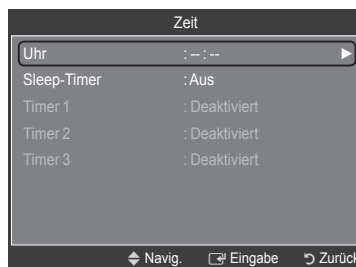 Zeit
Uhr : -- : --
Sleep-Timer : Aus
Timer 1 : Deaktiviert
Timer 2 : Deaktiviert
Timer 3 : Deaktiviert
Navig. Eingabe Zurück